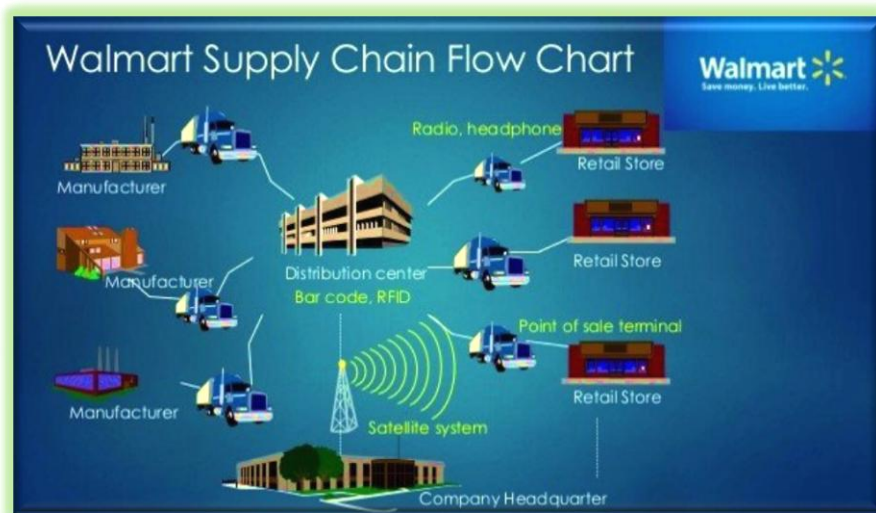 Walmart Supply Chain Flow Chart
Walmart
Save money. Live better.
Radio, headphone
Manufacturer
Retail Store
Manufacturer
Distribution center
Bar code, RFID
Retail Store
Point of sale terminal
Manufacturer
Satellite system
Retail Store
Company Headquarter